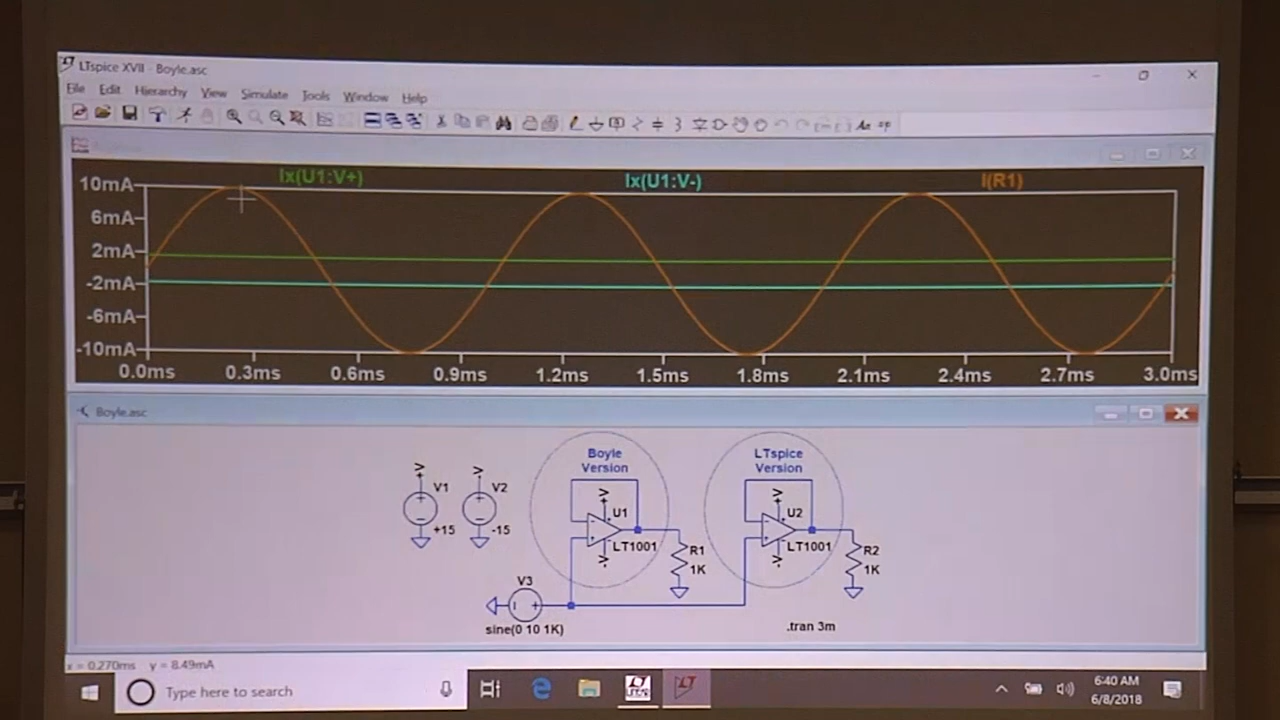 LTspice XVII - Boyle.asc
File Edit Hierarchy View Simulate Tools Window Help
Ix(U1:V+) Ix(U1:V-) I(R1)
10mA
6mA
2mA
-2mA
-6mA
-10mA
0.0ms 0.3ms 0.6ms 0.9ms 1.2ms 1.5ms 1.8ms 2.1ms 2.4ms 2.7ms 3.0ms
Boyle.asc
Boyle
Version
LTspice
Version
V1
+15
V2
-15
U1
LT1001
R1
1K
U2
LT1001
R2
1K
V3
sine(0 10 1K)
.tran 3m
x = 0.270ms y = 8.49mA
Type here to search
6:40 AM
6/8/2018